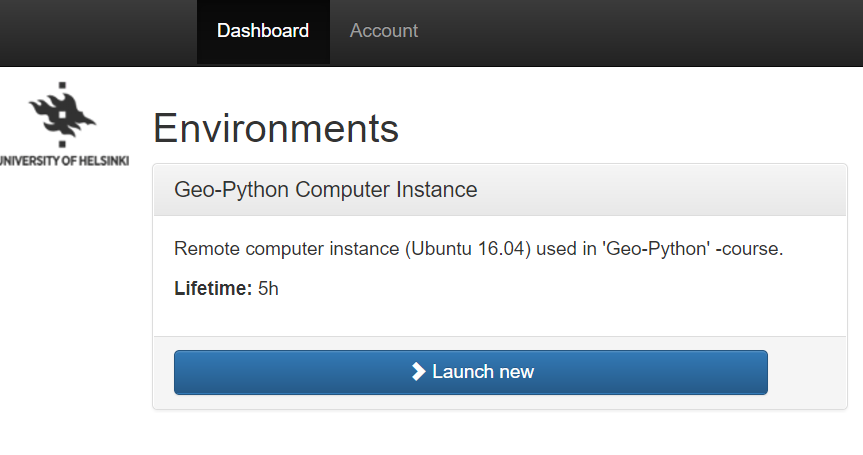 Dashboard Account
UNIVERSITY OF HELSINKI
Environments
Geo-Python Computer Instance
Remote computer instance (Ubuntu 16.04) used in 'Geo-Python' -course.
Lifetime: 5h
Launch new